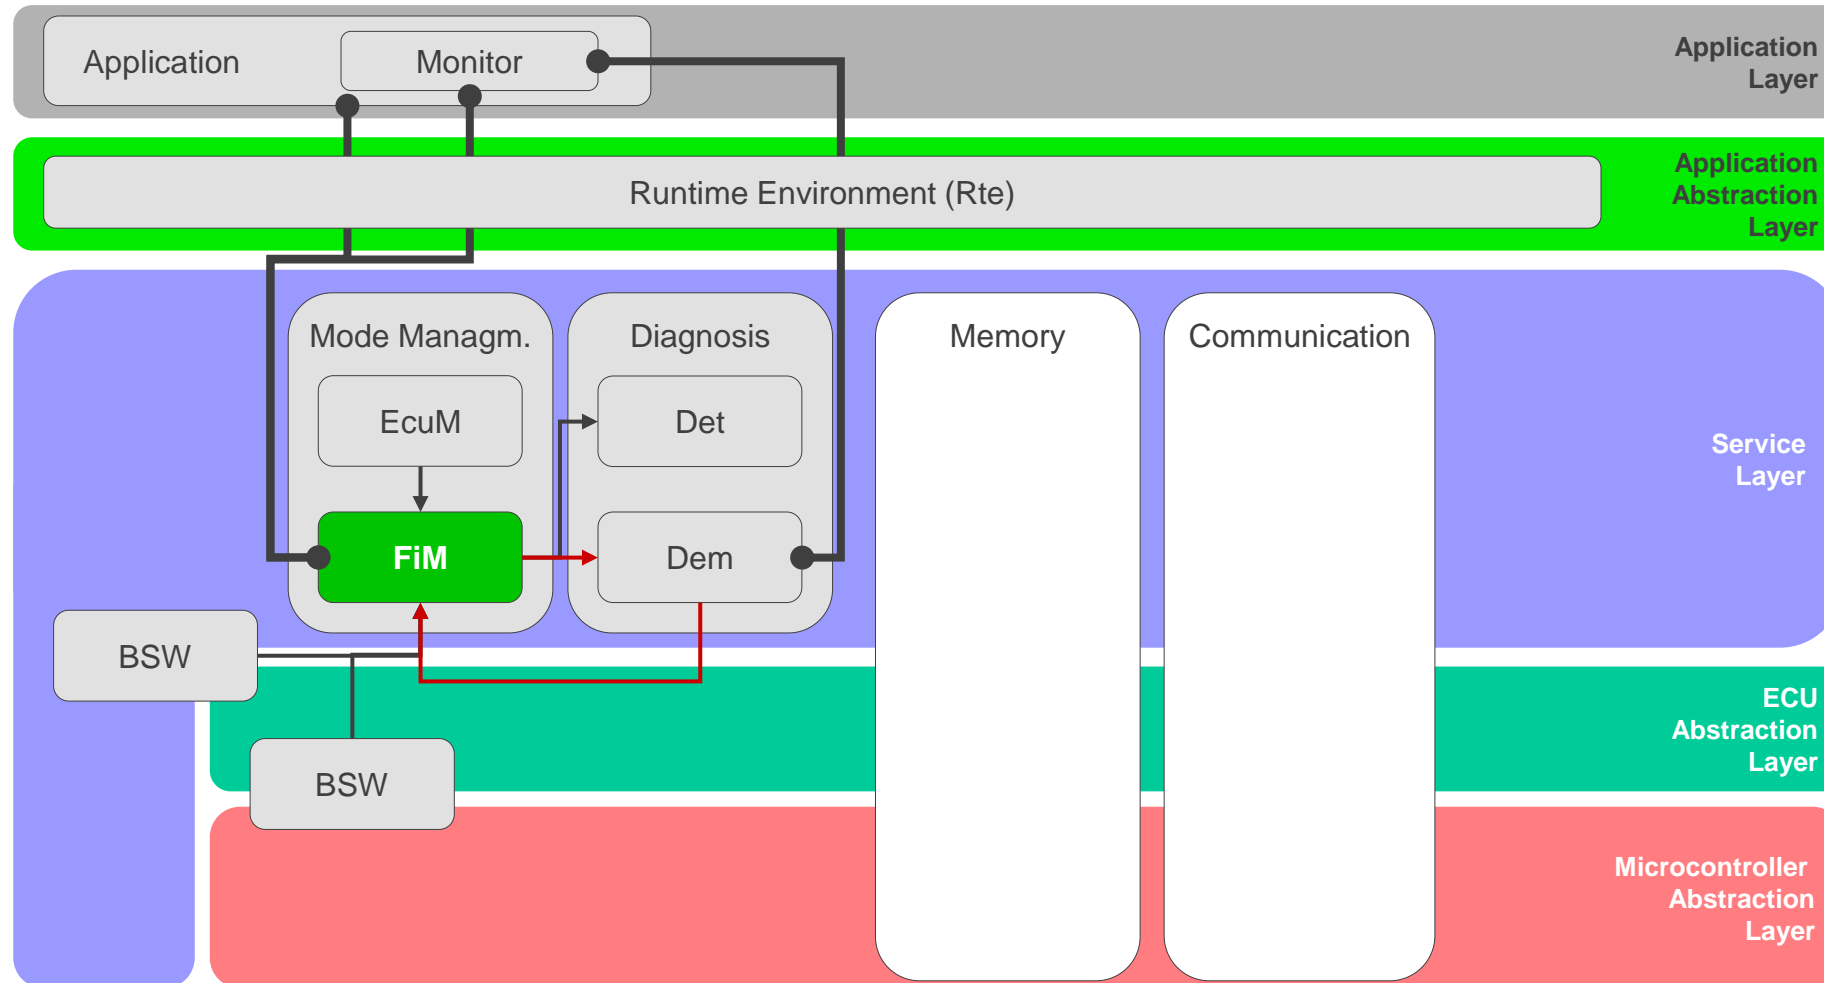 Application
Monitor
Application
Layer
Runtime Environment (Rte)
Application
Abstraction
Layer
Mode Managm.
Diagnosis
Memory
Communication
EcuM
Det
Service
Layer
FiM
Dem
BSW
ECU
Abstraction
Layer
BSW
Microcontroller
Abstraction
Layer